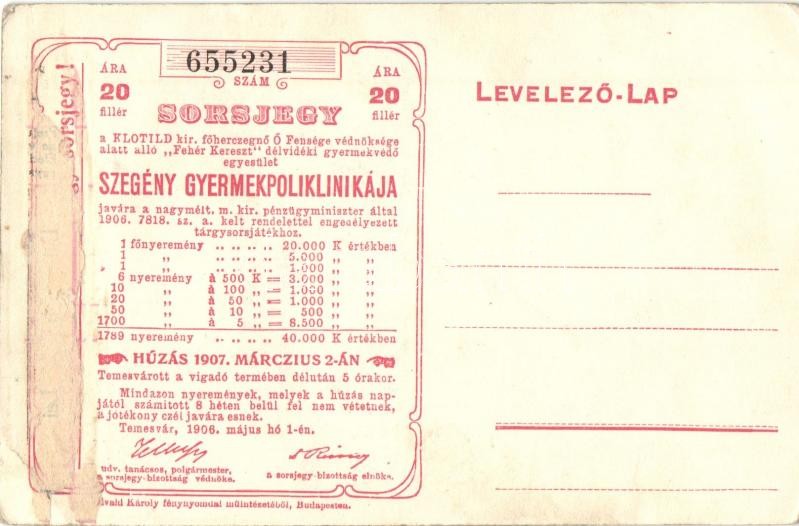 655231
SZÁM
ÁRA
20
fillér
ÁRA
20
fillér
SORSJEGY
a KLOTILD kir. főherczegnő Ő Fensége védnöksége
alatt álló „Fehér Kereszt" délvidéki gyermekvédő
egyesület
SZEGÉNY GYERMEKPOLIKLINIKÁJA
javára a nagymélt. m. kir. pénzügyminiszter által
1906. 7818. sz. a. kelt rendelettel engedélyezett
tárgysorsjátékhoz.
1 főnyeremény .. .. .. .. 20.000 K értékben
1 „ .. .. .. .. 5.000 „ „
1 „ .. .. .. .. 1.000 „ „
6 nyeremény à 500 K = 3.000 „ „
10 „ à 100 „ = 1.000 „ „
20 „ à 50 „ = 1.000 „ „
50 „ à 10 „ = 500 „ „
1700 „ à 5 „ = 8.500 „ „
1789 nyeremény .. .. .. .. 40.000 K értékben
HÚZÁS 1907. MÁRCZIUS 2-ÁN
Temesvárott a vigadó termében délután 5 órakor.
Mindazon nyeremények, melyek a húzás nap-
jától számított 8 héten belül fel nem vétetnek,
a jótékony czél javára esnek.
Temesvár, 1906. május hó 1-én.
udv. tanácsos, polgármester,
a sorsjegy-bizottság védnöke.
a sorsjegy-bizottság elnöke.
Divald Károly fénynyomdai műintézetéből, Budapesten.
sorsjegy!
LEVELEZŐ-LAP